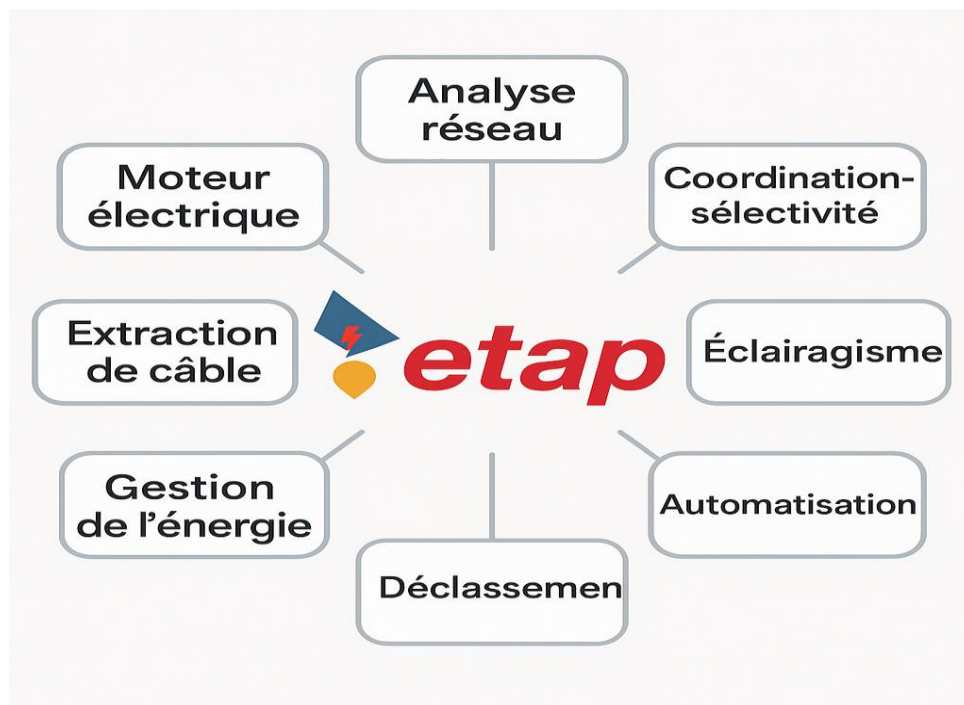 Analyse
réseau
Moteur
électrique
Coordination-
sélectivité
Extraction
de câble
etap
Éclairagisme
Gestion
de l'énergie
Automatisation
Déclassemen